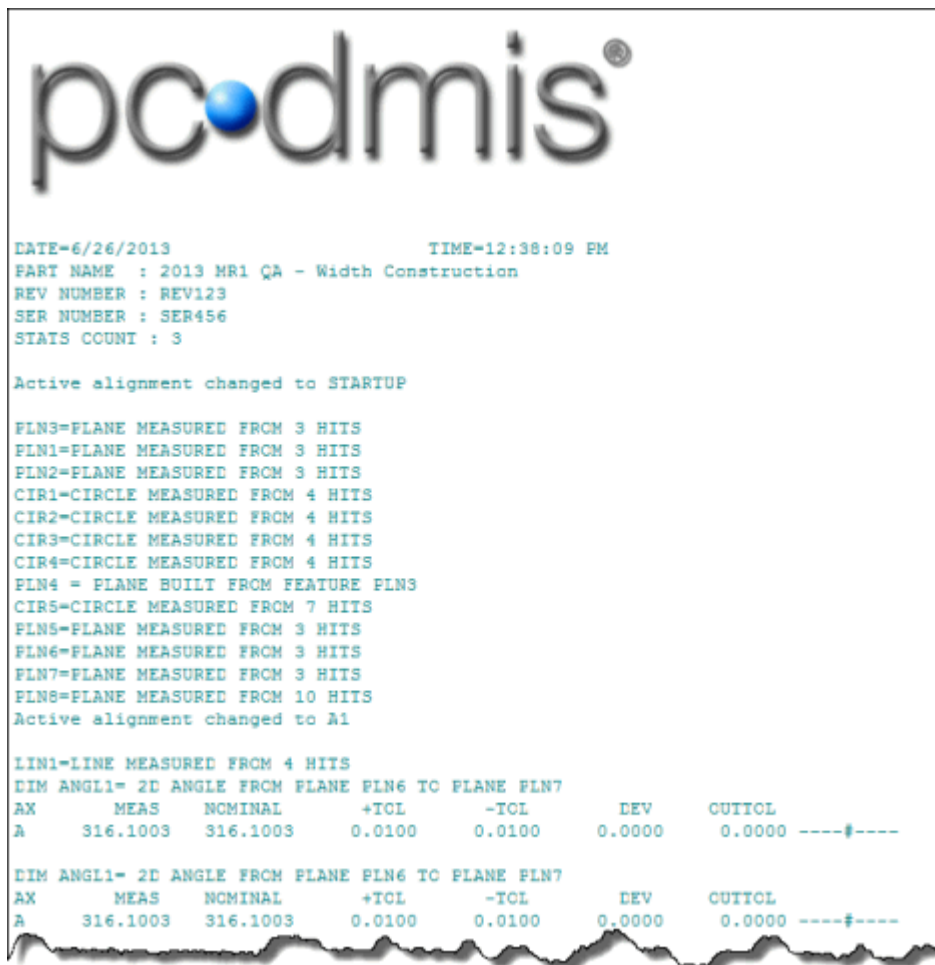 pc•dmis®
DATE=6/26/2013 TIME=12:38:09 PM
PART NAME : 2013 MR1 QA - Width Construction
REV NUMBER : REV123
SER NUMBER : SER456
STATS COUNT : 3
Active alignment changed to STARTUP
PLN3=PLANE MEASURED FROM 3 HITS
PLN1=PLANE MEASURED FROM 3 HITS
PLN2=PLANE MEASURED FROM 3 HITS
CIR1=CIRCLE MEASURED FROM 4 HITS
CIR2=CIRCLE MEASURED FROM 4 HITS
CIR3=CIRCLE MEASURED FROM 4 HITS
CIR4=CIRCLE MEASURED FROM 4 HITS
PLN4 = PLANE BUILT FROM FEATURE PLN3
CIR5=CIRCLE MEASURED FROM 7 HITS
PLN5=PLANE MEASURED FROM 3 HITS
PLN6=PLANE MEASURED FROM 3 HITS
PLN7=PLANE MEASURED FROM 3 HITS
PLN8=PLANE MEASURED FROM 10 HITS
Active alignment changed to A1
LIN1=LINE MEASURED FROM 4 HITS
DIM ANGL1= 2D ANGLE FROM PLANE PLN6 TO PLANE PLN7
AX MEAS NOMINAL +TOL -TOL DEV OUTTOL
A 316.1003 316.1003 0.0100 0.0100 0.0000 0.0000 ----#----
DIM ANGL1= 2D ANGLE FROM PLANE PLN6 TO PLANE PLN7
AX MEAS NOMINAL +TOL -TOL DEV OUTTOL
A 316.1003 316.1003 0.0100 0.0100 0.0000 0.0000 ----#----